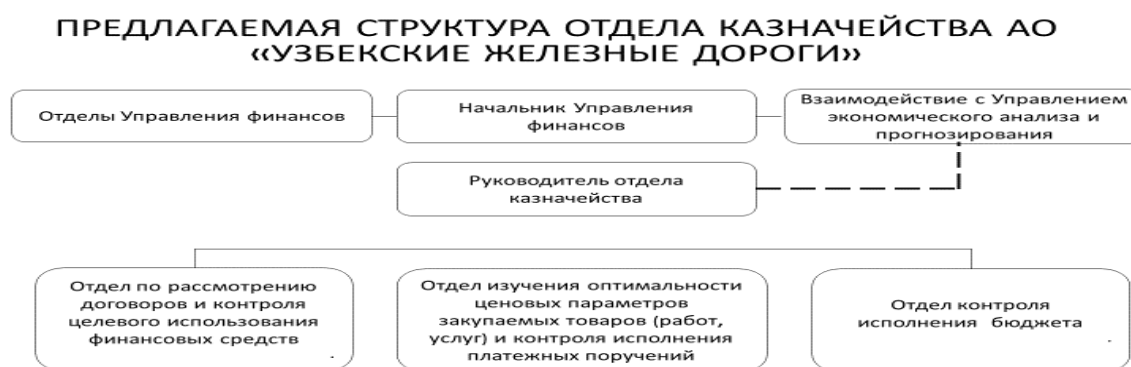 ПРЕДЛАГАЕМАЯ СТРУКТУРА ОТДЕЛА КАЗНАЧЕЙСТВА АО
«УЗБЕКСКИЕ ЖЕЛЕЗНЫЕ ДОРОГИ»
Отделы Управления финансов
Начальник Управления
финансов
Взаимодействие с Управлением
экономического анализа и
прогнозирования
Руководитель отдела
казначейства
Отдел по рассмотрению
договоров и контроля
целевого использования
финансовых средств
.
Отдел изучения оптимальности
ценовых параметров
закупаемых товаров (работ,
услуг) и контроля исполнения
платежных поручений
Отдел контроля
исполнения бюджета
.